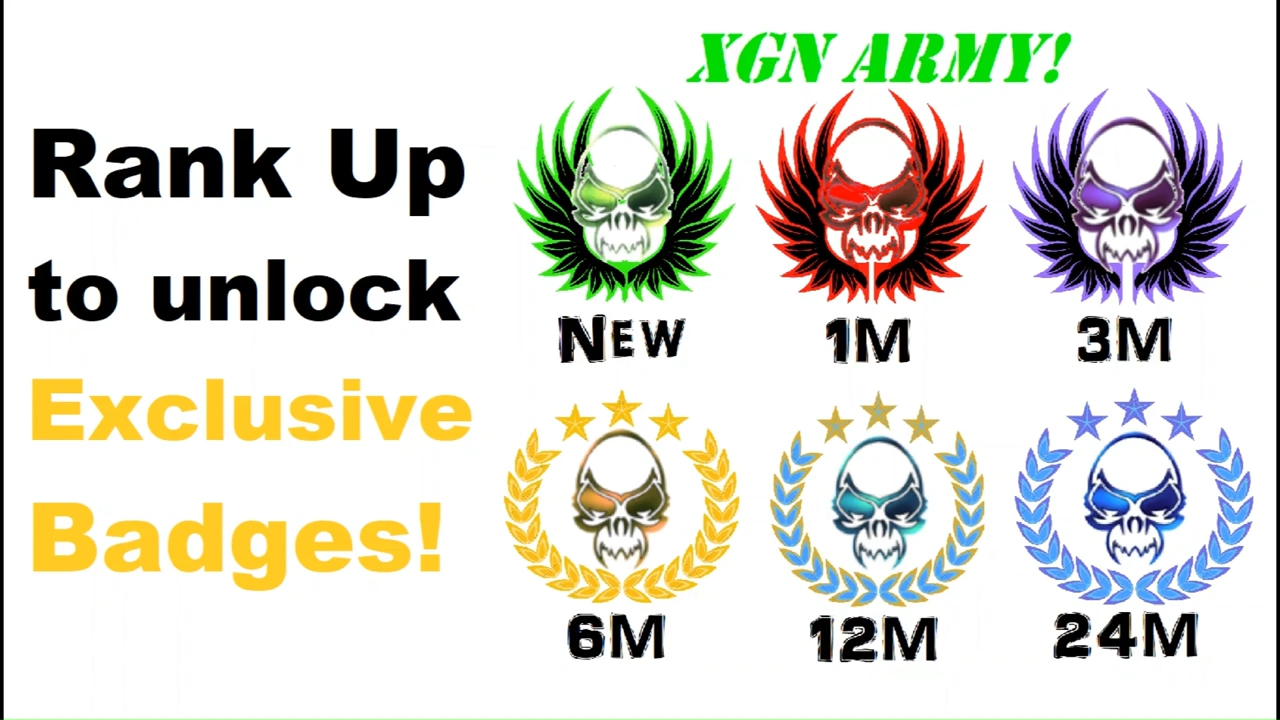 Rank Up
to unlock
Exclusive
Badges!
XGN ARMY!
NEW
1M
3M
6M
12M
24M